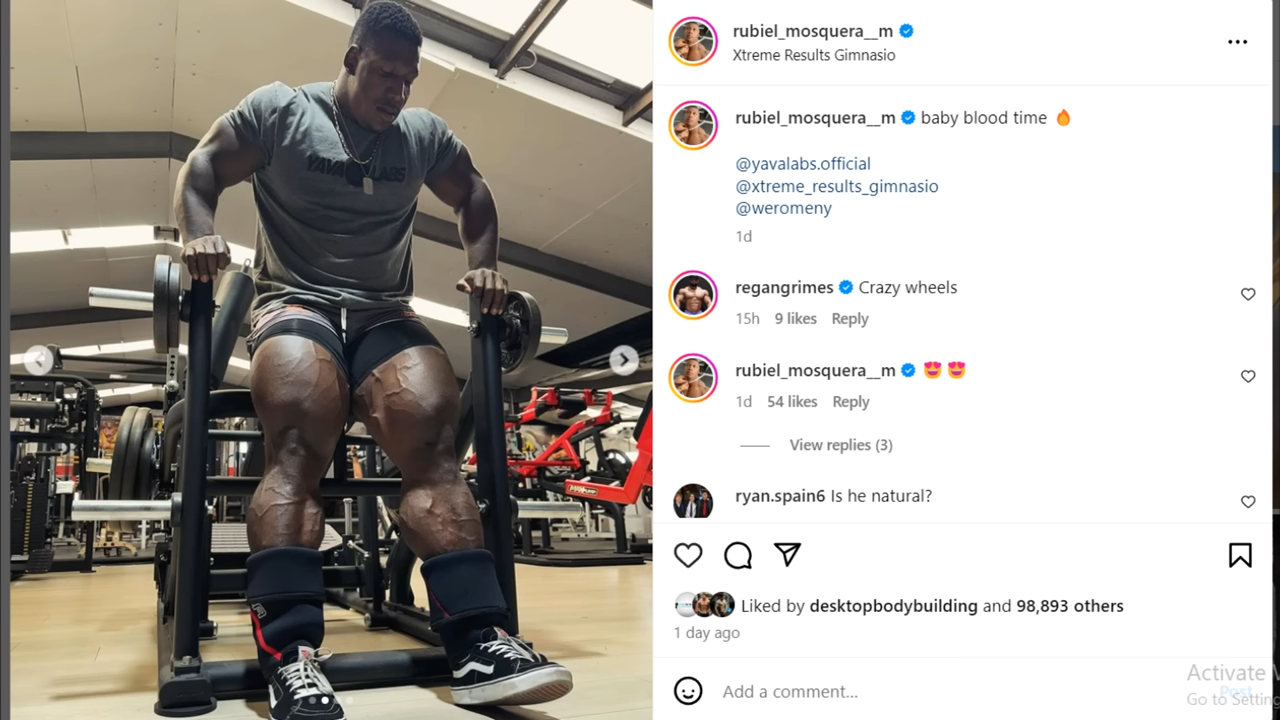 rubiel_mosquera__m
Xtreme Results Gimnasio
rubiel_mosquera__m baby blood time 🔥
@yavalabs.official
@xtreme_results_gimnasio
@weromeny
1d
regangrimes Crazy wheels
15h 9 likes Reply
rubiel_mosquera__m 😍😍
1d 54 likes Reply
View replies (3)
ryan.spain6 Is he natural?
Liked by desktopbodybuilding and 98,893 others
1 day ago
Add a comment...
Post
Activate
Go to Setting